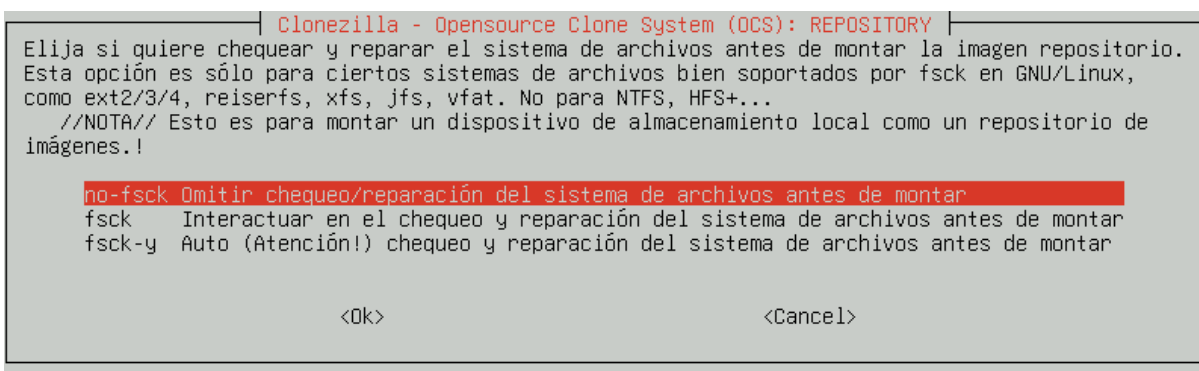 Clonezilla - Opensource Clone System (OCS): REPOSITORY
Elija si quiere chequear y reparar el sistema de archivos antes de montar la imagen repositorio.
Esta opción es sólo para ciertos sistemas de archivos bien soportados por fsck en GNU/Linux,
como ext2/3/4, reiserfs, xfs, jfs, vfat. No para NTFS, HFS+...
//NOTA// Esto es para montar un dispositivo de almacenamiento local como un repositorio de
imágenes.!
no-fsck Omitir chequeo/reparación del sistema de archivos antes de montar
fsck Interactuar en el chequeo y reparación del sistema de archivos antes de montar
fsck-y Auto (Atención!) chequeo y reparación del sistema de archivos antes de montar
<Ok> <Cancel>